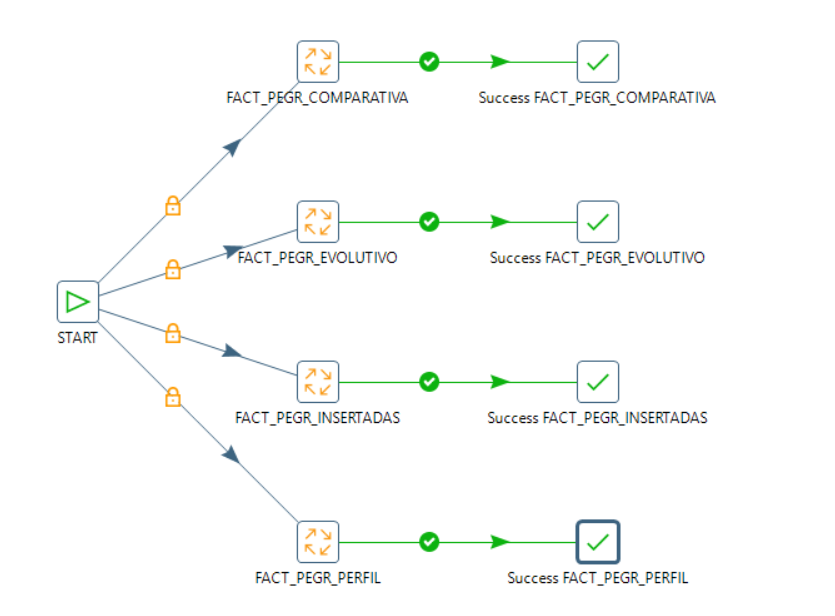 FACT_PEGR_COMPARATIVA
Success FACT_PEGR_COMPARATIVA
FACT_PEGR_EVOLUTIVO
Success FACT_PEGR_EVOLUTIVO
START
FACT_PEGR_INSERTADAS
Success FACT_PEGR_INSERTADAS
FACT_PEGR_PERFIL
Success FACT_PEGR_PERFIL